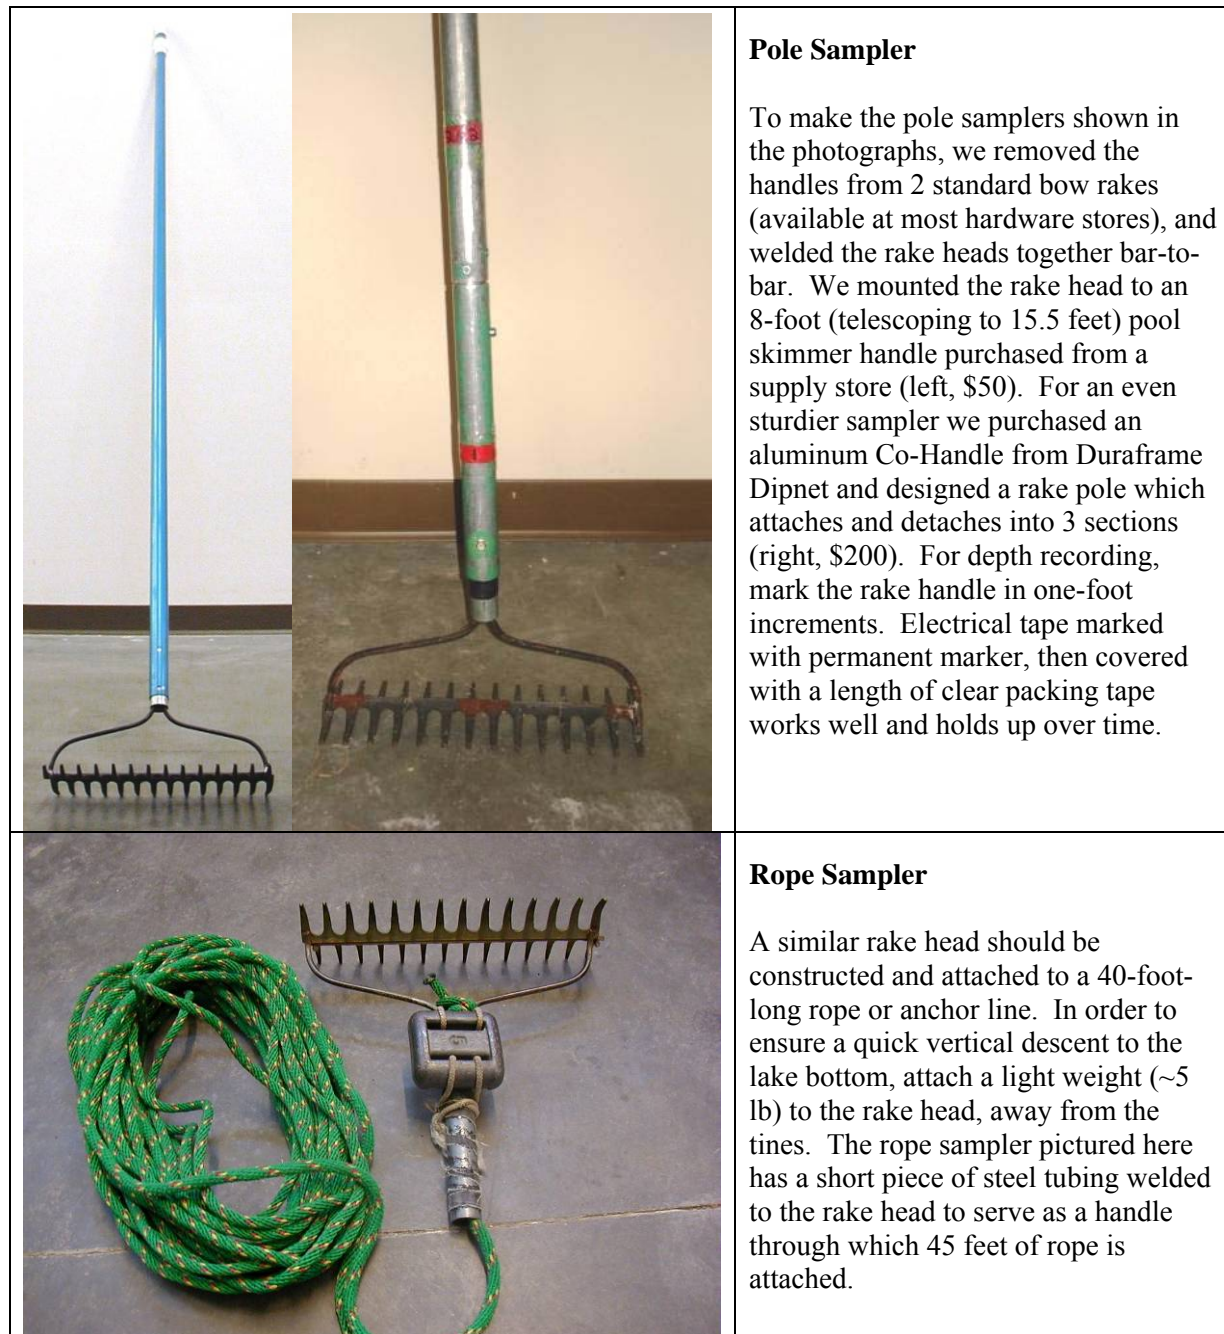 Pole Sampler
To make the pole samplers shown in
the photographs, we removed the
handles from 2 standard bow rakes
(available at most hardware stores), and
welded the rake heads together bar-to-
bar.  We mounted the rake head to an
8-foot (telescoping to 15.5 feet) pool
skimmer handle purchased from a
supply store (left, $50).  For an even
sturdier sampler we purchased an
aluminum Co-Handle from Duraframe
Dipnet and designed a rake pole which
attaches and detaches into 3 sections
(right, $200).  For depth recording,
mark the rake handle in one-foot
increments.  Electrical tape marked
with permanent marker, then covered
with a length of clear packing tape
works well and holds up over time.
1
Rope Sampler
A similar rake head should be
constructed and attached to a 40-foot-
long rope or anchor line.  In order to
ensure a quick vertical descent to the
lake bottom, attach a light weight (~5
lb) to the rake head, away from the
tines.  The rope sampler pictured here
has a short piece of steel tubing welded
to the rake head to serve as a handle
through which 45 feet of rope is
attached.
5